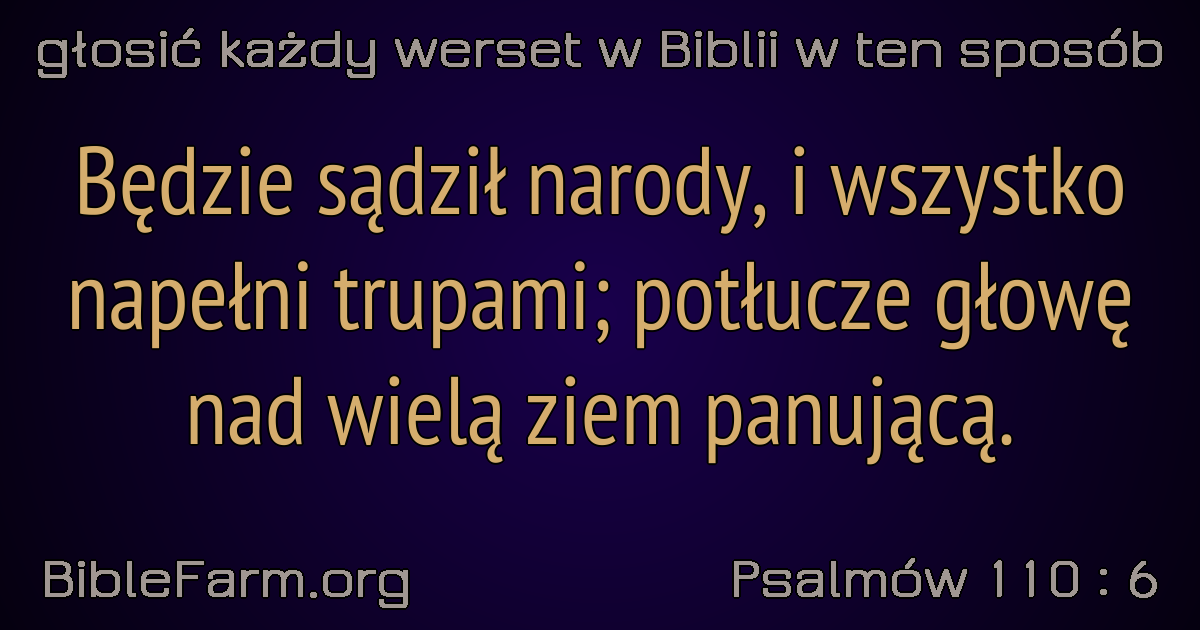 głosić każdy werset w Biblii w ten sposób
Będzie sądził narody, i wszystko
napełni trupami; potłucze głowę
nad wielą ziem panującą.
BibleFarm.org
Psalmów 110 : 6